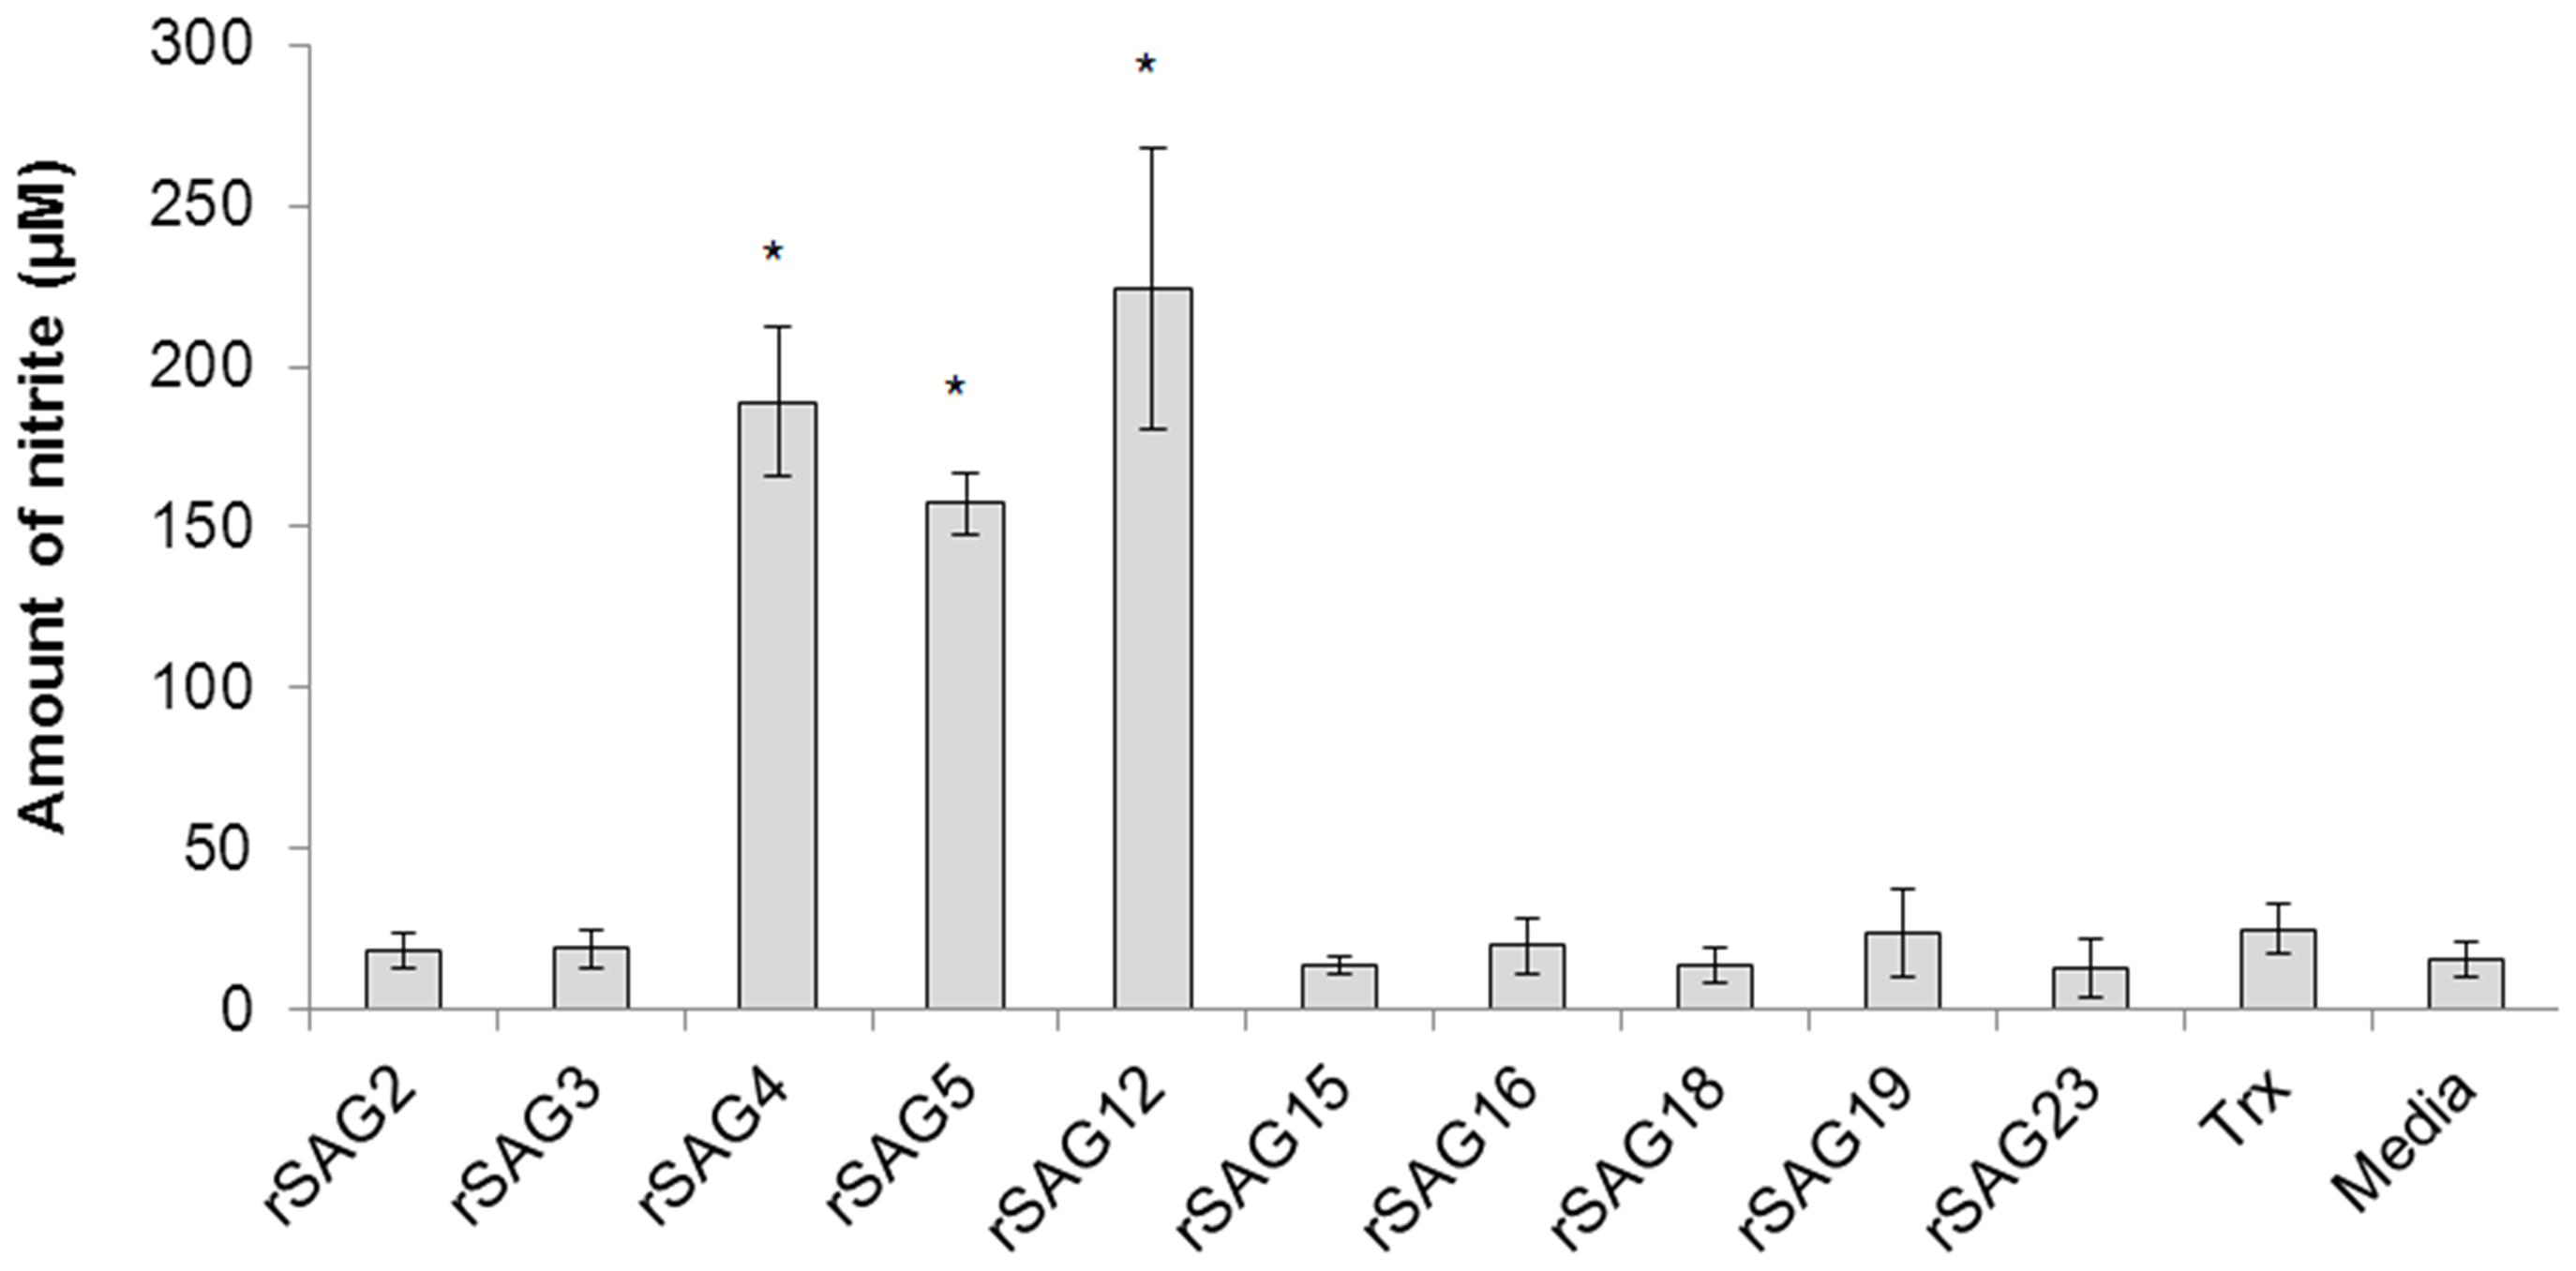 Amount of nitrite (µM)
300
250
200
150
100
50
0
*
*
*
rSAG2
rSAG3
rSAG4
rSAG5
rSAG12
rSAG15
rSAG16
rSAG18
rSAG19
rSAG23
Trx
Media